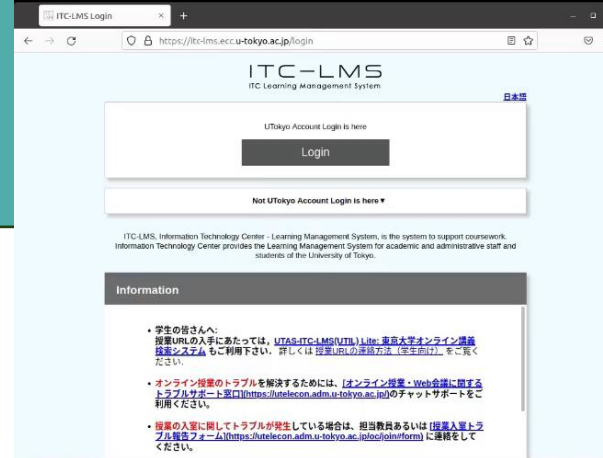 ITC-LMS Login
https://itc-lms.ecc.u-tokyo.ac.jp/login
ITC-LMS
ITC Learning Management System
日本語
UTokyo Account Login is here
Login
Not UTokyo Account Login is here▼
ITC-LMS, Information Technology Center - Learning Management System, is the system to support coursework.
Information Technology Center provides the Learning Management System for academic and administrative staff and
students of the University of Tokyo.
Information
• 学生の皆さんへ:
授業URLの入手にあたっては，UTAS-ITC-LMS(UTIL) Lite: 東京大学オンライン講義
検索システム もご利用下さい． 詳しくは 授業URLの連絡方法（学生向け） をご覧く
ださい．
• オンライン授業のトラブルを解決するためには、[オンライン授業・Web会議に関する
トラブルサポート窓口](https://utelecon.adm.u-tokyo.ac.jp/)のチャットサポートをご
利用ください。
• 授業の入室に関してトラブルが発生している場合は、担当教員あるいは [授業入室トラ
ブル報告フォーム](https://utelecon.adm.u-tokyo.ac.jp/oc/join#form) に連絡をして
ください。